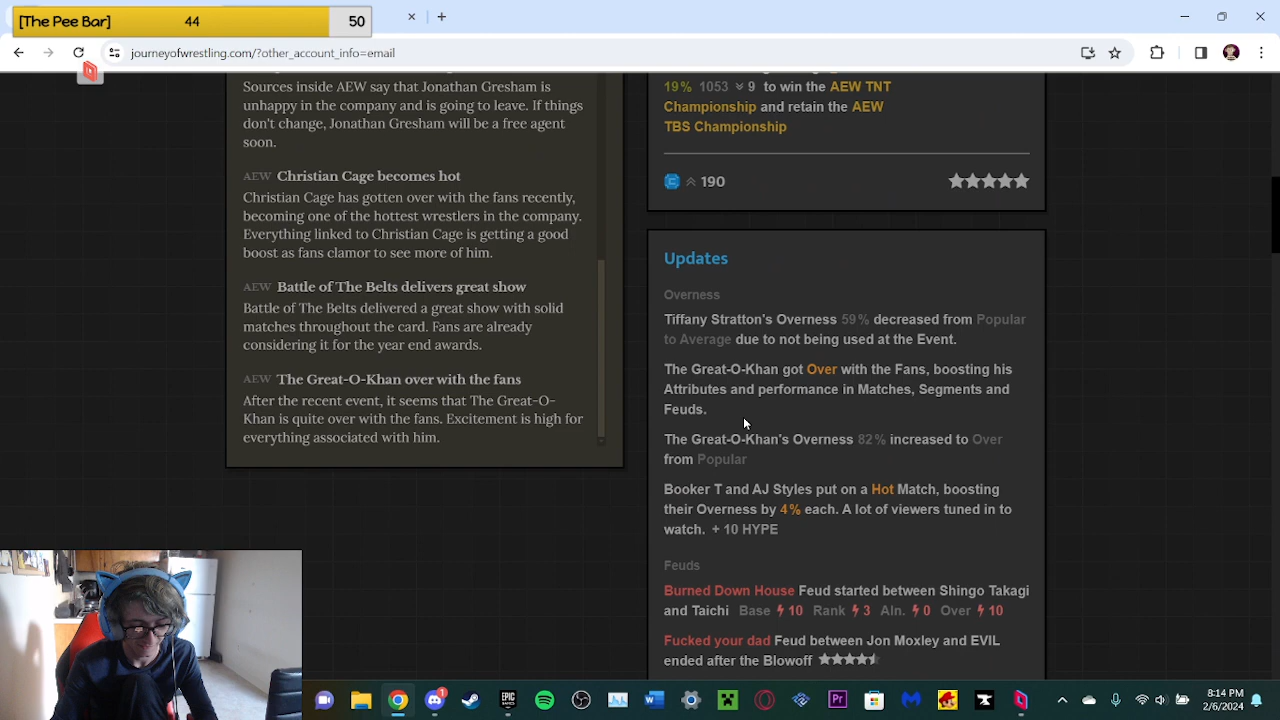 [The Pee Bar] 44 50
journeyofwrestling.com/?other_account_info=email
Sources inside AEW say that Jonathan Gresham is
unhappy in the company and is going to leave. If things
don't change, Jonathan Gresham will be a free agent
soon.
AEW Christian Cage becomes hot
Christian Cage has gotten over with the fans recently,
becoming one of the hottest wrestlers in the company.
Everything linked to Christian Cage is getting a good
boost as fans clamor to see more of him.
AEW Battle of The Belts delivers great show
Battle of The Belts delivered a great show with solid
matches throughout the card. Fans are already
considering it for the year end awards.
AEW The Great-O-Khan over with the fans
After the recent event, it seems that The Great-O-
Khan is quite over with the fans. Excitement is high for
everything associated with him.
19% 1053 9 to win the AEW TNT
Championship and retain the AEW
TBS Championship
190
Updates
Overness
Tiffany Stratton's Overness 59% decreased from Popular
to Average due to not being used at the Event.
The Great-O-Khan got Over with the Fans, boosting his
Attributes and performance in Matches, Segments and
Feuds.
The Great-O-Khan's Overness 82% increased to Over
from Popular
Booker T and AJ Styles put on a Hot Match, boosting
their Overness by 4% each. A lot of viewers tuned in to
watch. + 10 HYPE
Feuds
Burned Down House Feud started between Shingo Takagi
and Taichi Base 10 Rank 3 Aln. 0 Over 10
Fucked your dad Feud between Jon Moxley and EVIL
ended after the Blowoff
EPIC
GAMES
W
Pr
1
8:14 PM
2/6/2024